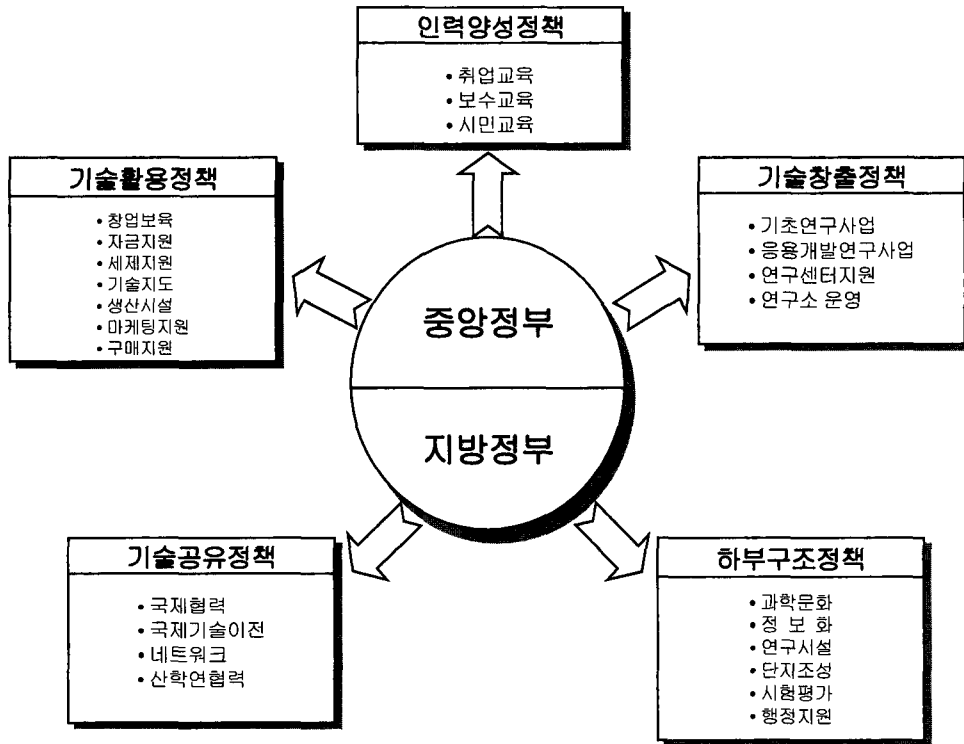 인력양성정책
• 취업교육
• 보수교육
• 시민교육
기술활용정책
• 창업보육
• 자금지원
• 세제지원
• 기술지도
• 생산시설
• 마케팅지원
• 구매지원
기술창출정책
• 기초연구사업
• 응용개발연구사업
• 연구센터지원
• 연구소 운영
중앙정부
지방정부
기술공유정책
• 국제협력
• 국제기술이전
• 네트워크
• 산학연협력
하부구조정책
• 과학문화
• 정 보 화
• 연구시설
• 단지조성
• 시험평가
• 행정지원